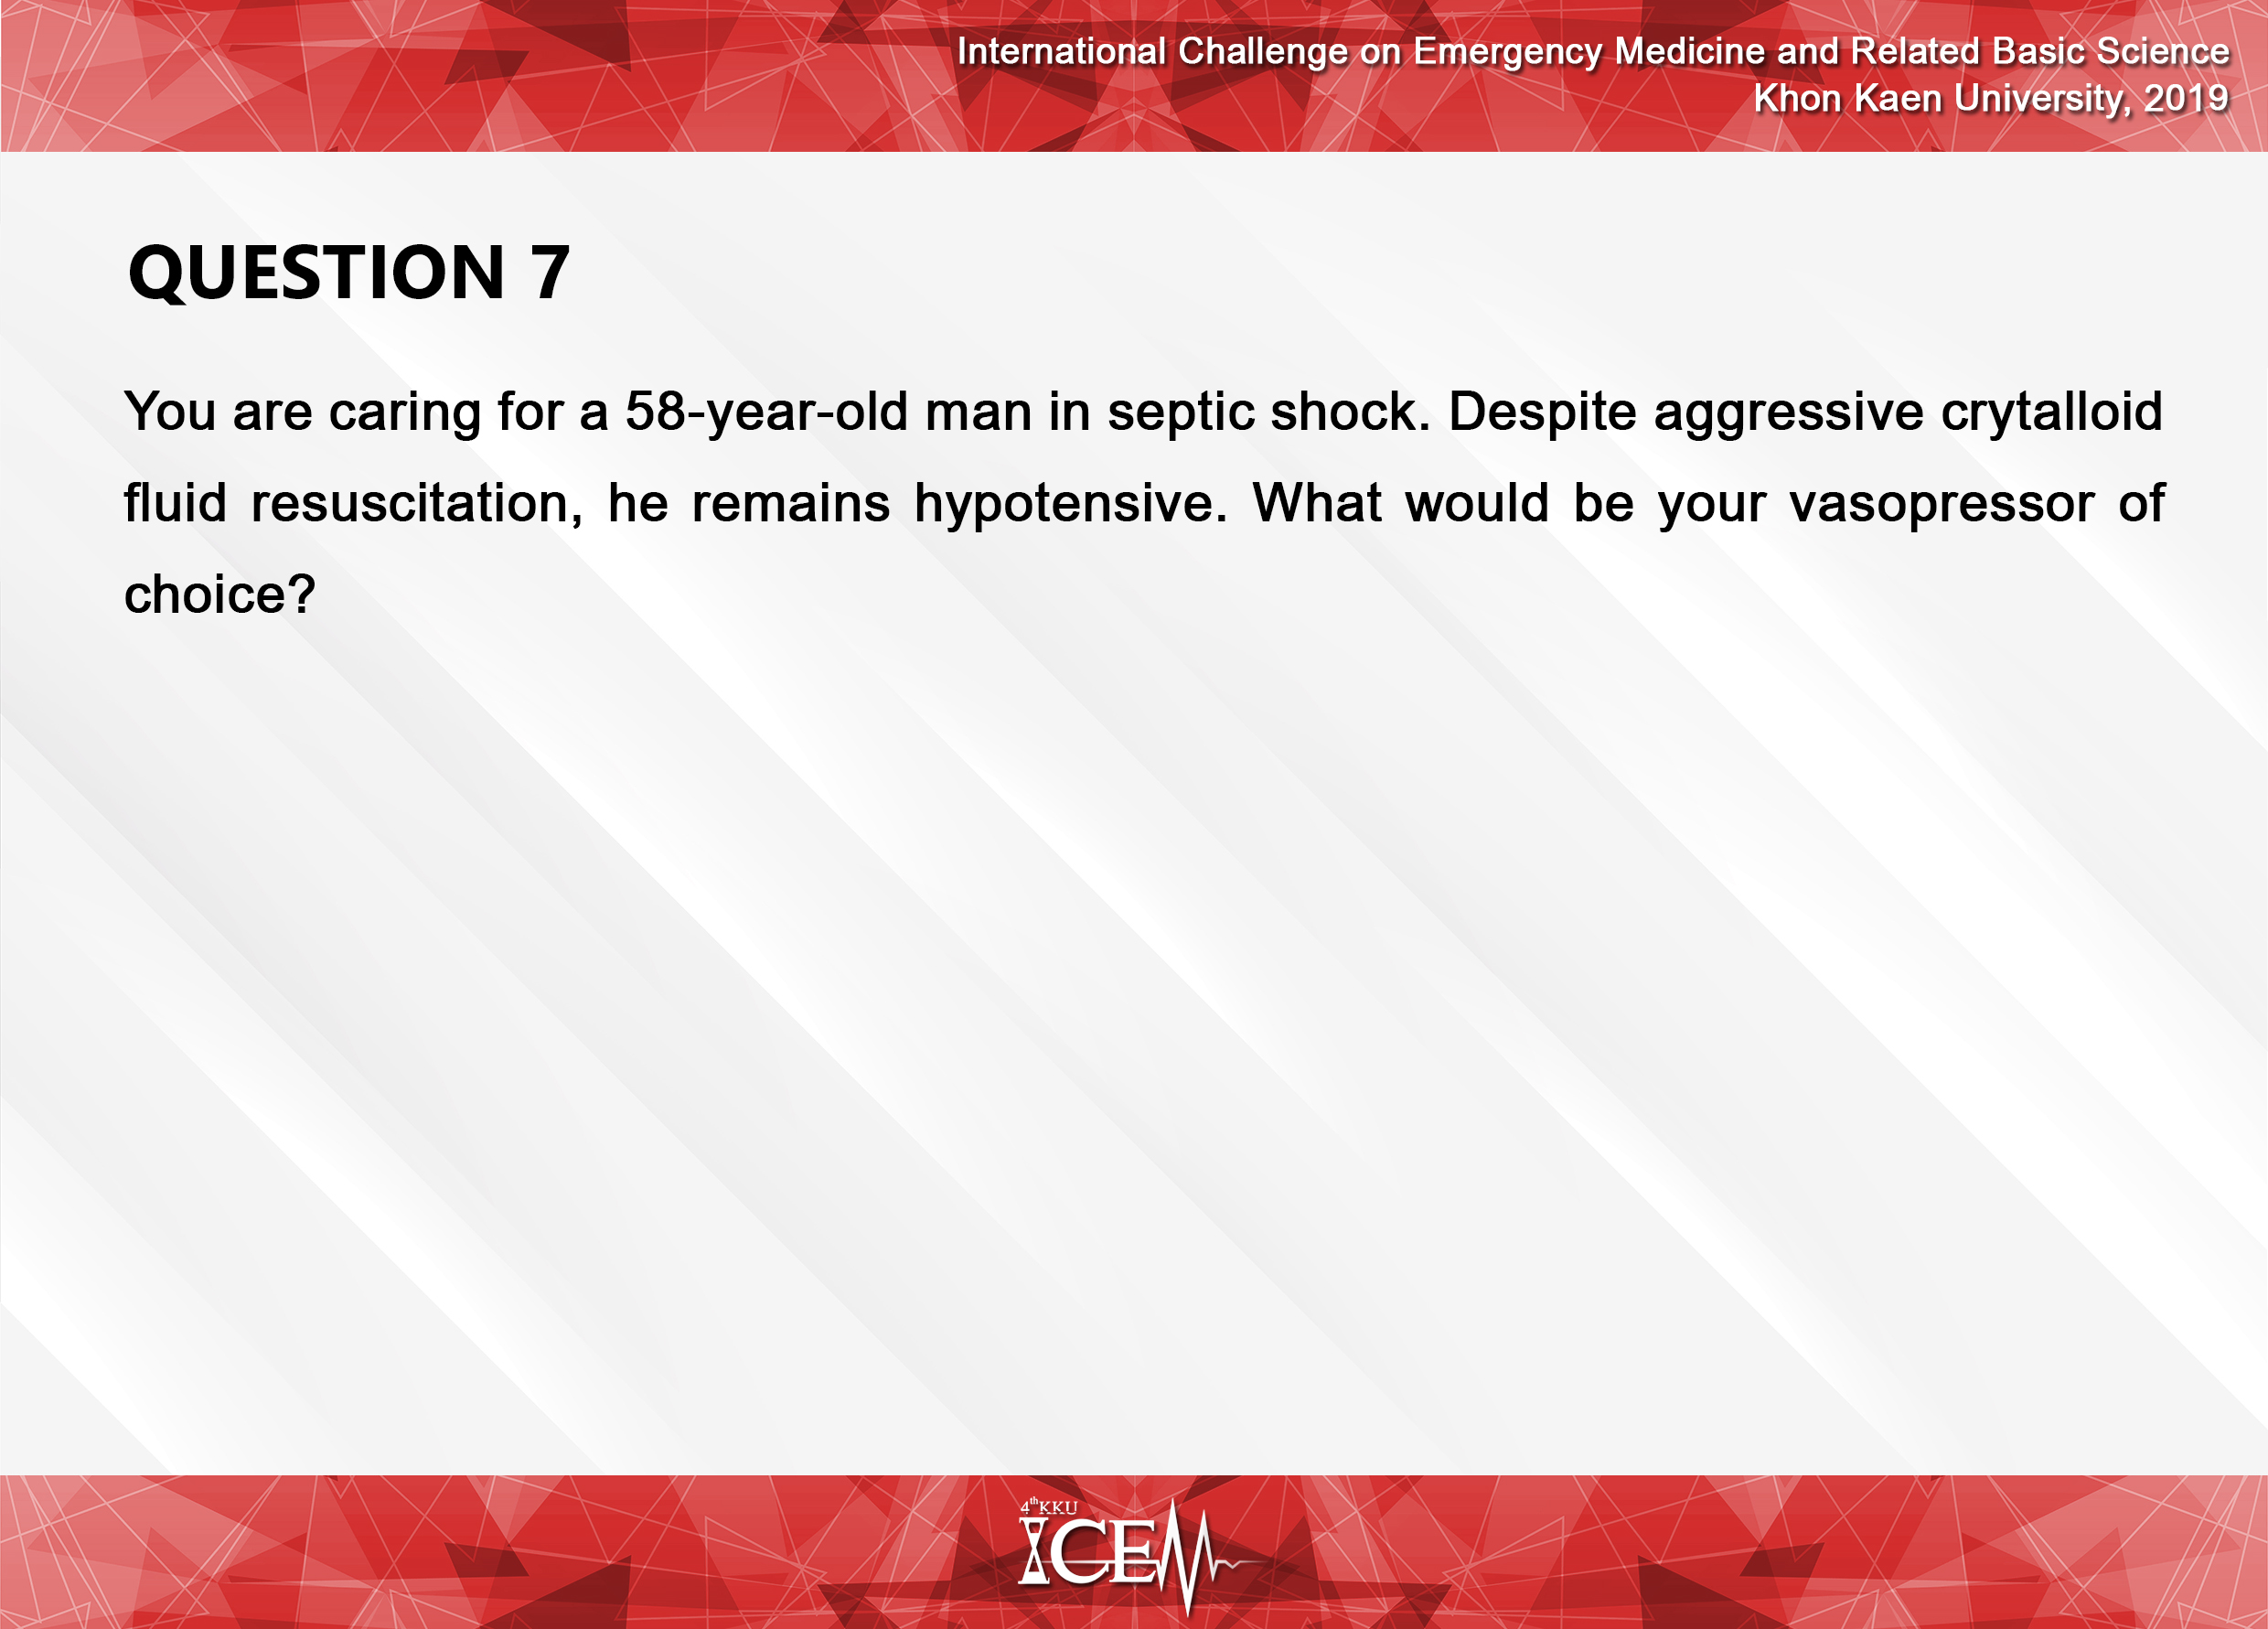 International Challenge on Emergency Medicine and Related Basic Science
Khon Kaen University, 2019
QUESTION 7
You are caring for a 58-year-old man in septic shock. Despite aggressive crytalloid
fluid resuscitation, he remains hypotensive. What would be your vasopressor of
choice?
4th KKU
ICEM